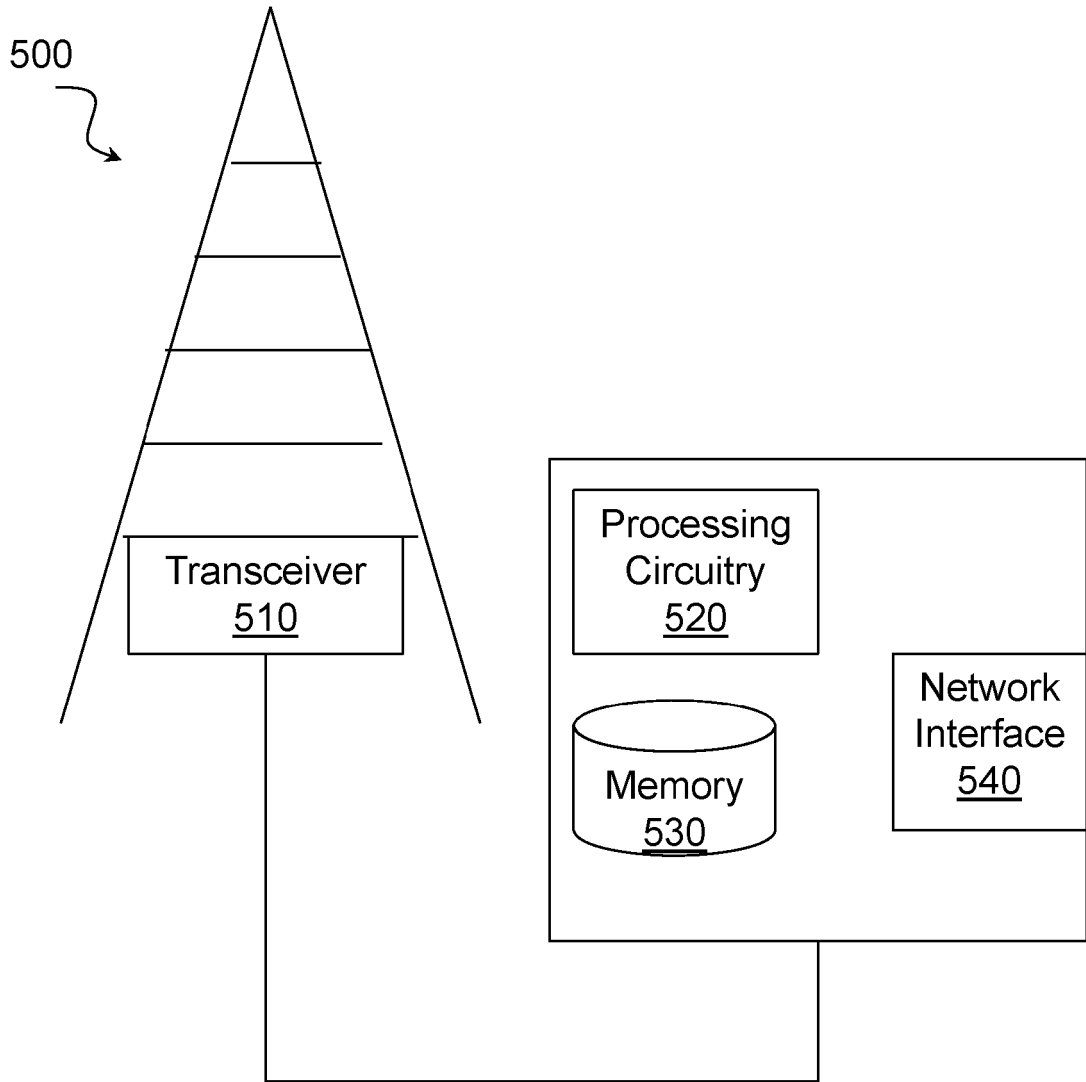 500
Transceiver
510
Processing
Circuitry
520
Memory
530
Network
Interface
540